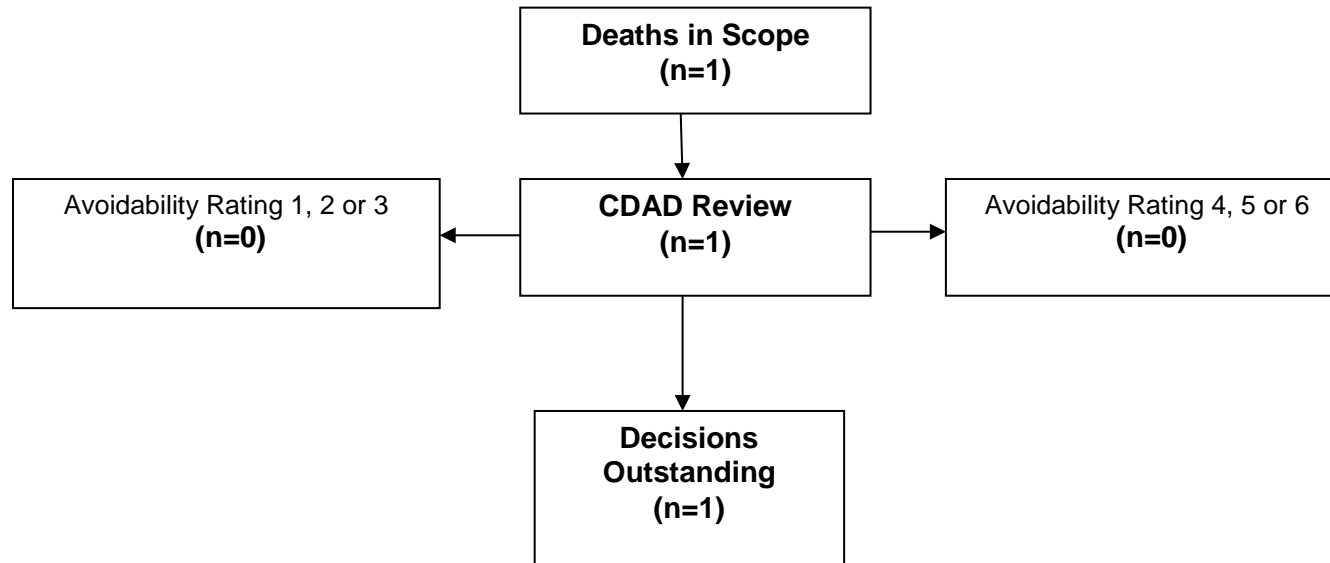 Deaths in Scope
(n=1)
Avoidability Rating 1, 2 or 3
(n=0)
CDAD Review
(n=1)
Avoidability Rating 4, 5 or 6
(n=0)
Decisions
Outstanding
(n=1)